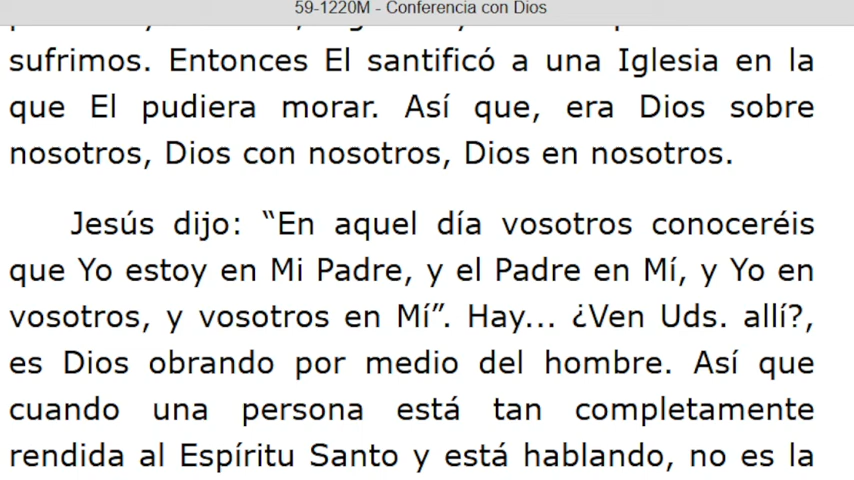 59-1220M - Conferencia con Dios
sufrimos. Entonces El santificó a una Iglesia en la
que El pudiera morar. Así que, era Dios sobre
nosotros, Dios con nosotros, Dios en nosotros.
Jesús dijo: “En aquel día vosotros conoceréis
que Yo estoy en Mi Padre, y el Padre en Mí, y Yo en
vosotros, y vosotros en Mí”. Hay... ¿Ven Uds. allí?,
es Dios obrando por medio del hombre. Así que
cuando una persona está tan completamente
rendida al Espíritu Santo y está hablando, no es la